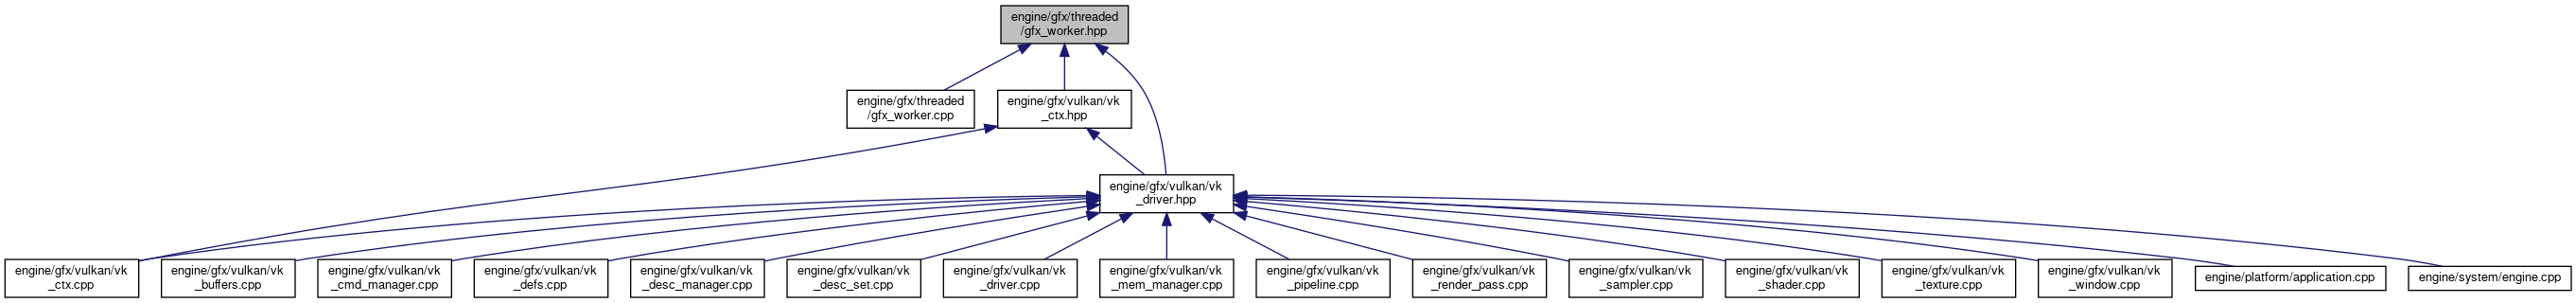 engine/gfx/threaded
/gfx_worker.hpp
engine/gfx/threaded
/gfx_worker.cpp
engine/gfx/vulkan/vk
_ctx.hpp
engine/gfx/vulkan/vk
_driver.hpp
engine/gfx/vulkan/vk
_ctx.cpp
engine/gfx/vulkan/vk
_buffers.cpp
engine/gfx/vulkan/vk
_cmd_manager.cpp
engine/gfx/vulkan/vk
_defs.cpp
engine/gfx/vulkan/vk
_desc_manager.cpp
engine/gfx/vulkan/vk
_desc_set.cpp
engine/gfx/vulkan/vk
_driver.cpp
engine/gfx/vulkan/vk
_mem_manager.cpp
engine/gfx/vulkan/vk
_pipeline.cpp
engine/gfx/vulkan/vk
_render_pass.cpp
engine/gfx/vulkan/vk
_sampler.cpp
engine/gfx/vulkan/vk
_shader.cpp
engine/gfx/vulkan/vk
_texture.cpp
engine/gfx/vulkan/vk
_window.cpp
engine/platform/application.cpp
engine/system/engine.cpp